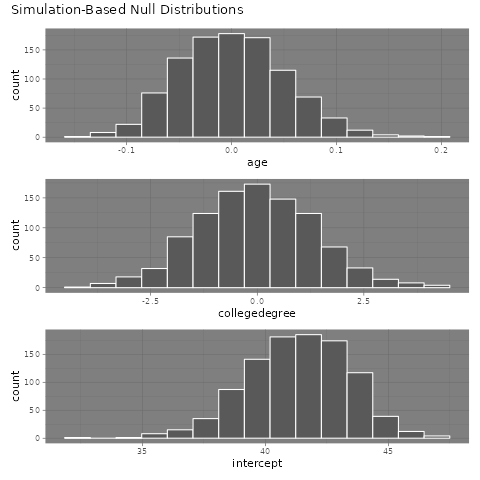 Simulation-Based Null Distributions
count
150
100
50
0
-0.1 0.0 0.1 0.2
age
count
150
100
50
0
-2.5 0.0 2.5
collegedegree
count
150
100
50
0
35 40 45
intercept